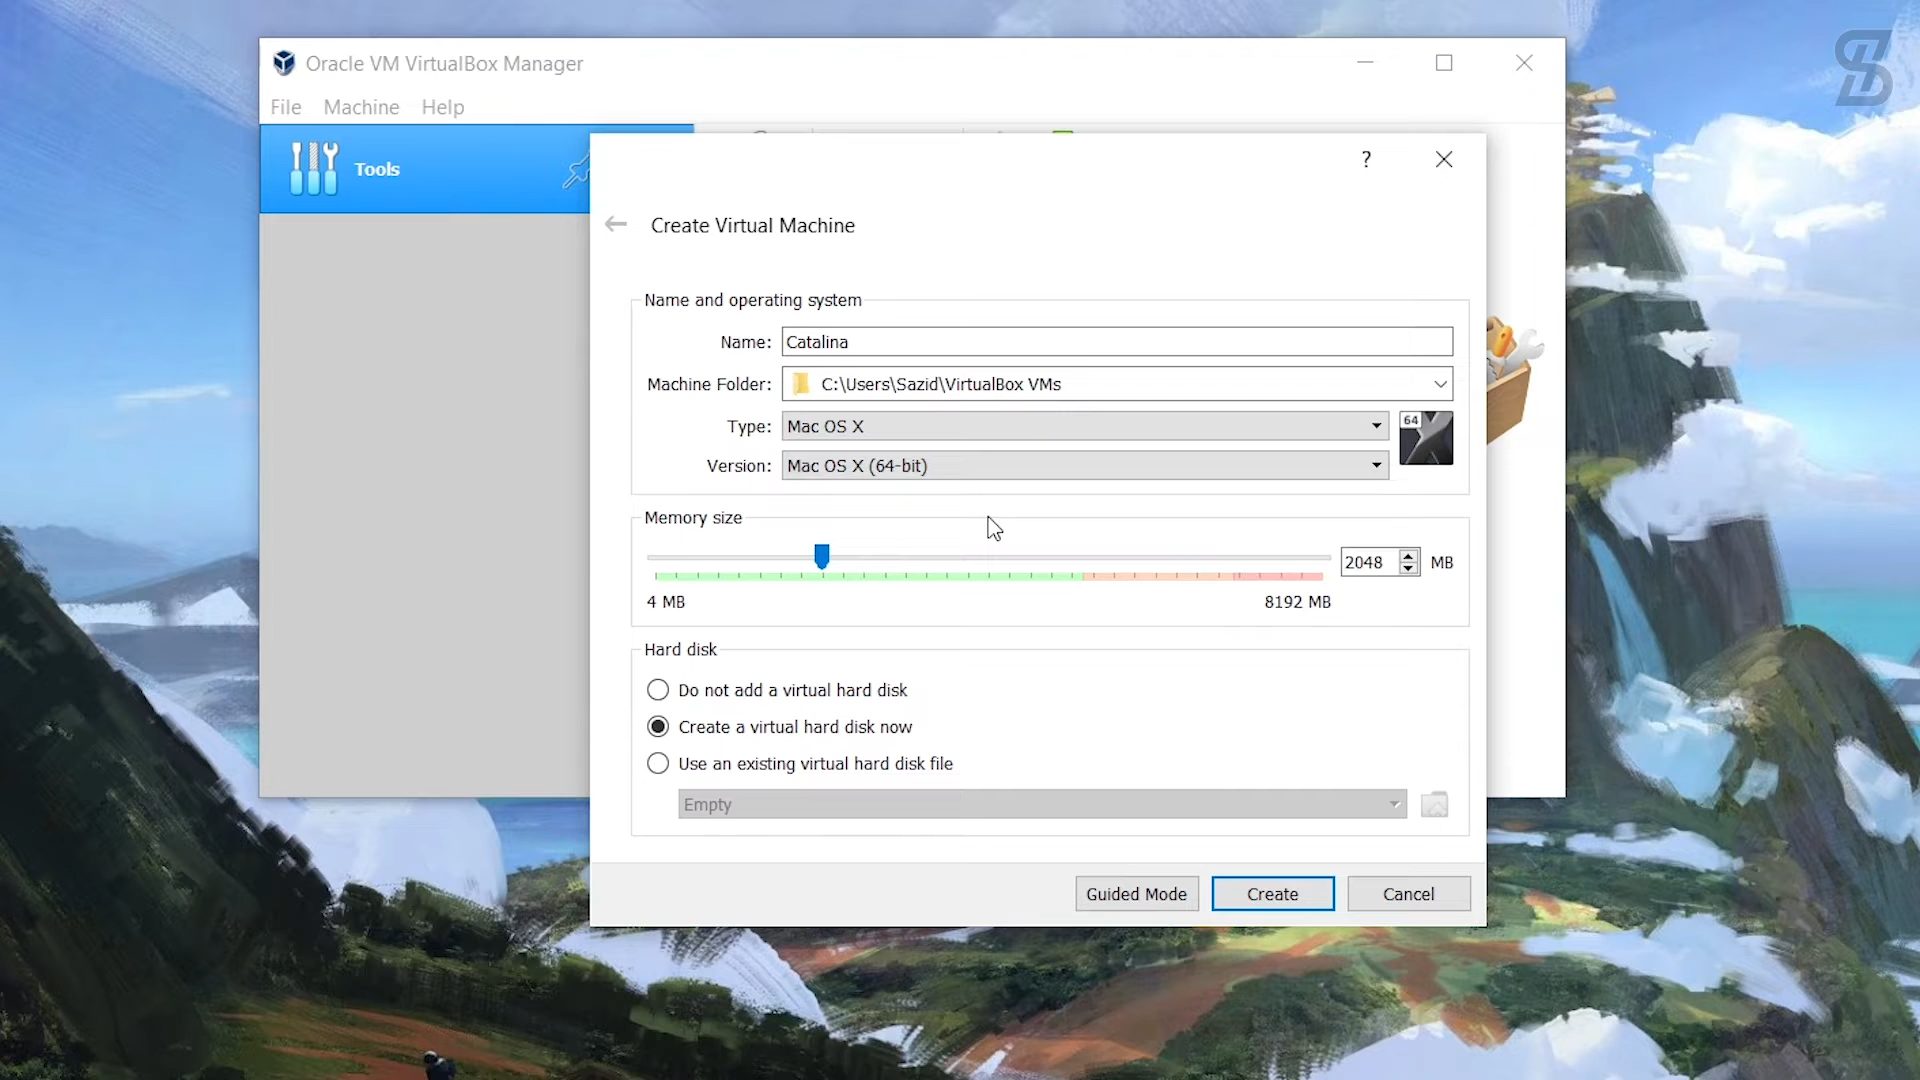 Oracle VM VirtualBox Manager
File Machine Help
Tools
?
Create Virtual Machine
Name and operating system
Name: Catalina
Machine Folder: C:\Users\Sazid\VirtualBox VMs
Type: Mac OS X
64
Version: Mac OS X (64-bit)
Memory size
2048 MB
4 MB 8192 MB
Hard disk
Do not add a virtual hard disk
Create a virtual hard disk now
Use an existing virtual hard disk file
Empty
Guided Mode Create Cancel